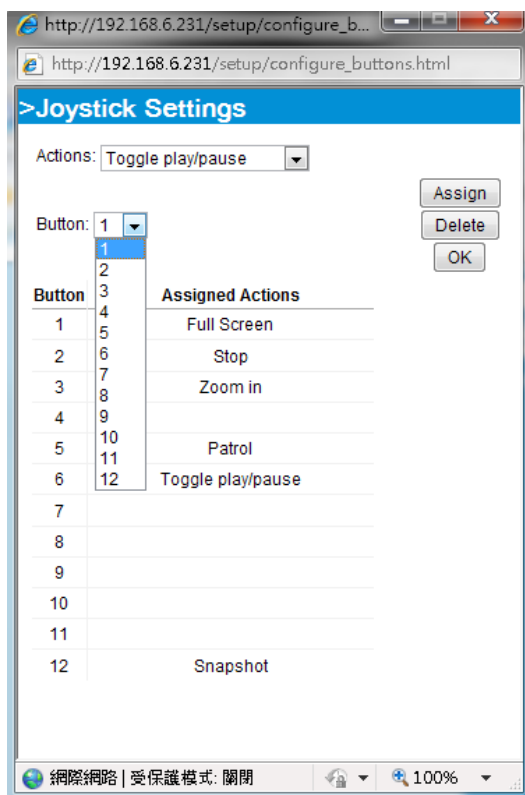 http://192.168.6.231/setup/configure_b...
http://192.168.6.231/setup/configure_buttons.html
>Joystick Settings
Actions: Toggle play/pause
Assign
Button: 1
Delete
OK
1
2
3
4
5
6
7
8
9
10
11
12
Button Assigned Actions
1 Full Screen
2 Stop
3 Zoom in
4
5 Patrol
6 Toggle play/pause
7
8
9
10
11
12 Snapshot
網際網路 | 受保護模式: 關閉 100%